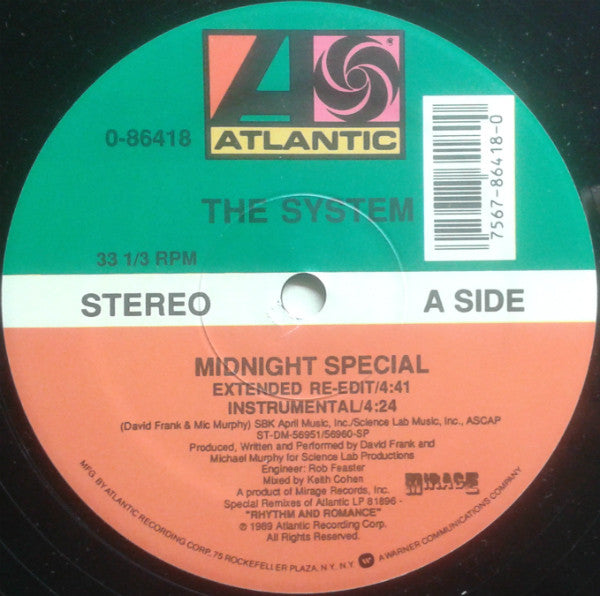 ATLANTIC
®
0-86418
7567-86418-0
THE SYSTEM
33 1/3 RPM
STEREO
A SIDE
MIDNIGHT SPECIAL
EXTENDED RE-EDIT/4:41
INSTRUMENTAL/4:24
(David Frank & Mic Murphy) SBK April Music, Inc./Science Lab Music, Inc., ASCAP
ST-DM-56951/56960-SP
Produced, Written and Performed by David Frank and
Michael Murphy for Science Lab Productions
Engineer: Rob Feaster
Mixed by Keith Cohen
A product of Mirage Records, Inc.
MIRAGE
Special Remixes of Atlantic LP 81896 -
"RHYTHM AND ROMANCE"
℗ 1989 Atlantic Recording Corp.
All Rights Reserved.
MFG. BY ATLANTIC RECORDING CORP. 75 ROCKEFELLER PLAZA, N.Y. N.Y. A WARNER COMMUNICATIONS COMPANY